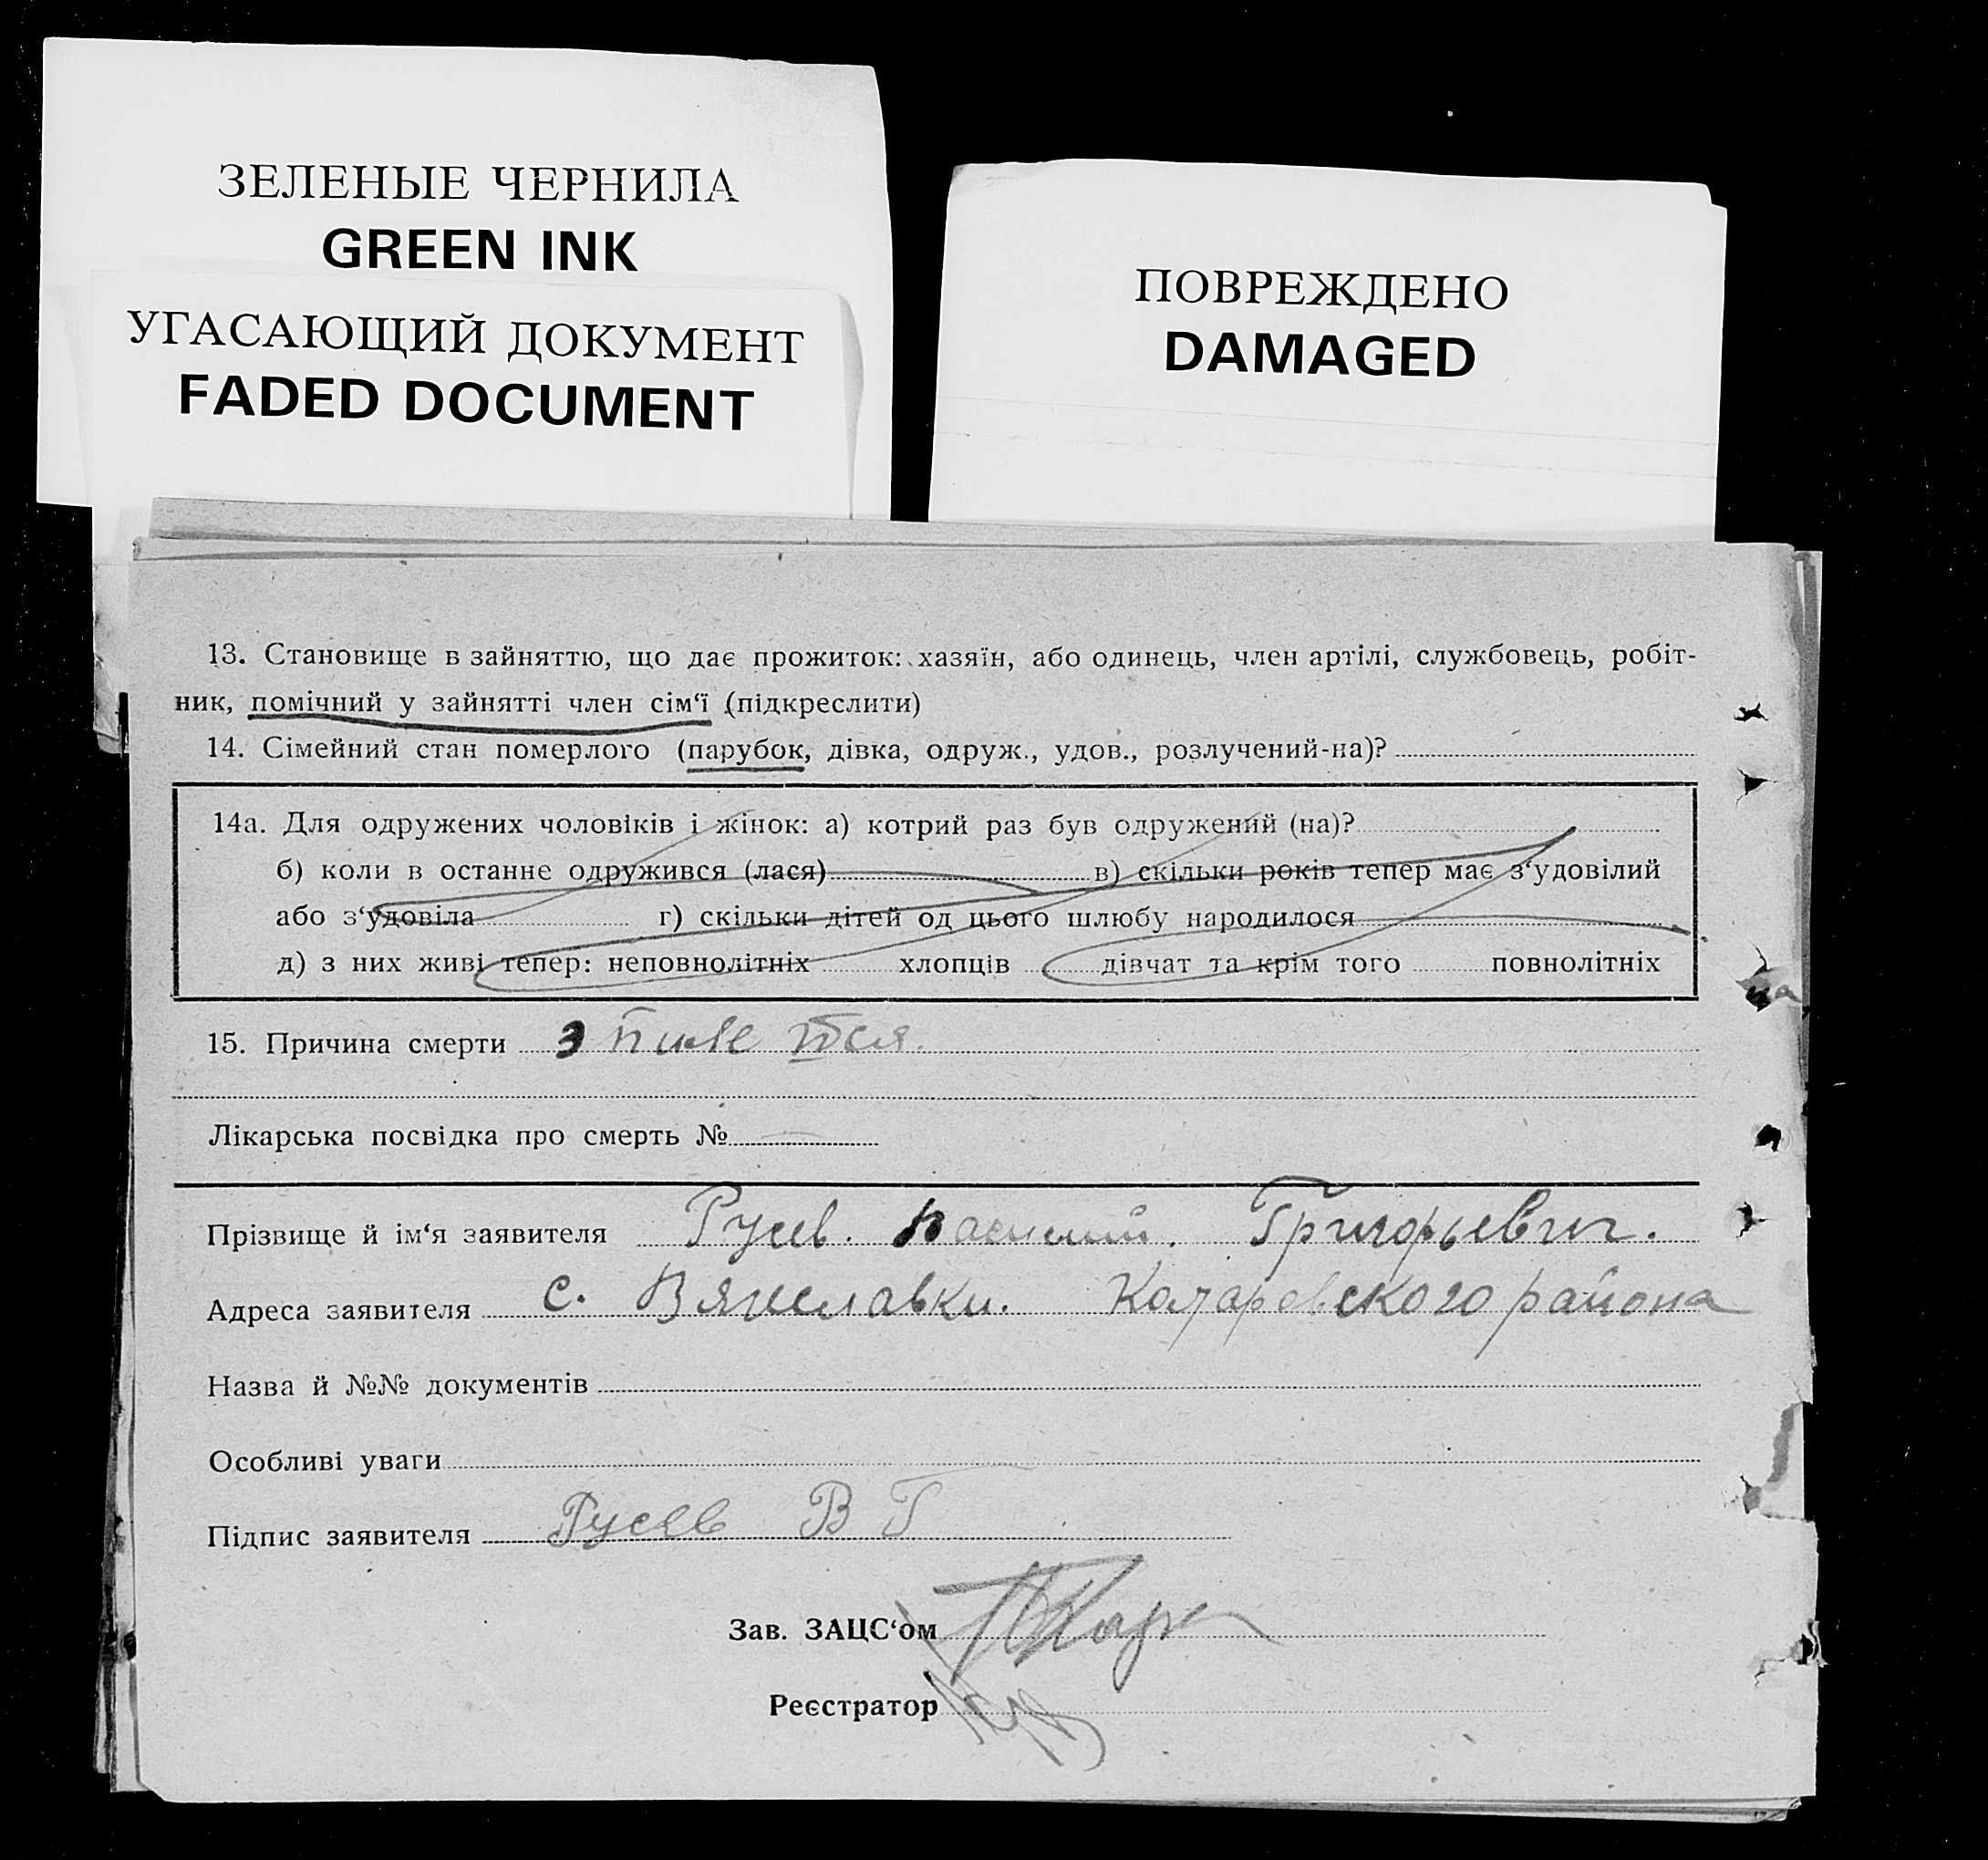 ЗЕЛЕНЫЕ ЧЕРНИЛА
GREEN INK
УГАСАЮЩИЙ ДОКУМЕНТ
FADED DOCUMENT
ПОВРЕЖДЕНО
DAMAGED
13. Становище в зайняттю, що дає прожиток: хазяїн, або одинець, член артілі, службовець, робіт-
ник, помічний у зайнятті член сім‘ї (підкреслити)
14. Сімейний стан померлого (парубок, дівка, одруж., удов., розлучений-на)?
14а. Для одружених чоловіків і жінок: а) котрий раз був одружений (на)?
б) коли в останне одружився (лася) в) скільки років тепер має з‘удовілий
або з‘удовіла г) скільки дітей од цього шлюбу народилося
д) з них живі тепер: неповнолітніх хлопців дівчат та крім того повнолітніх
15. Причина смерти
Лікарська посвідка про смерть №
Прізвище й ім‘я заявителя Русев. Василий. Григорьевич.
Адреса заявителя с. Вячеславки. Коларовского района
Назва й №№ документів
Особливі уваги
Підпис заявителя Русев В Г
Зав. ЗАЦС‘ом
Реєстратор